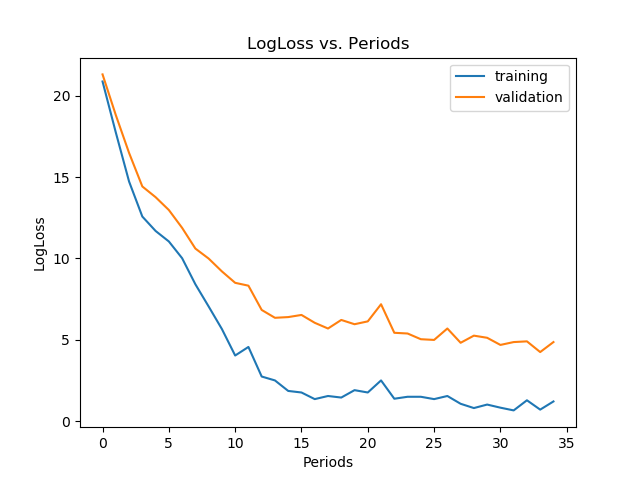 LogLoss vs. Periods
training
validation
LogLoss
20
15
10
5
0
0 5 10 15 20 25 30 35
Periods